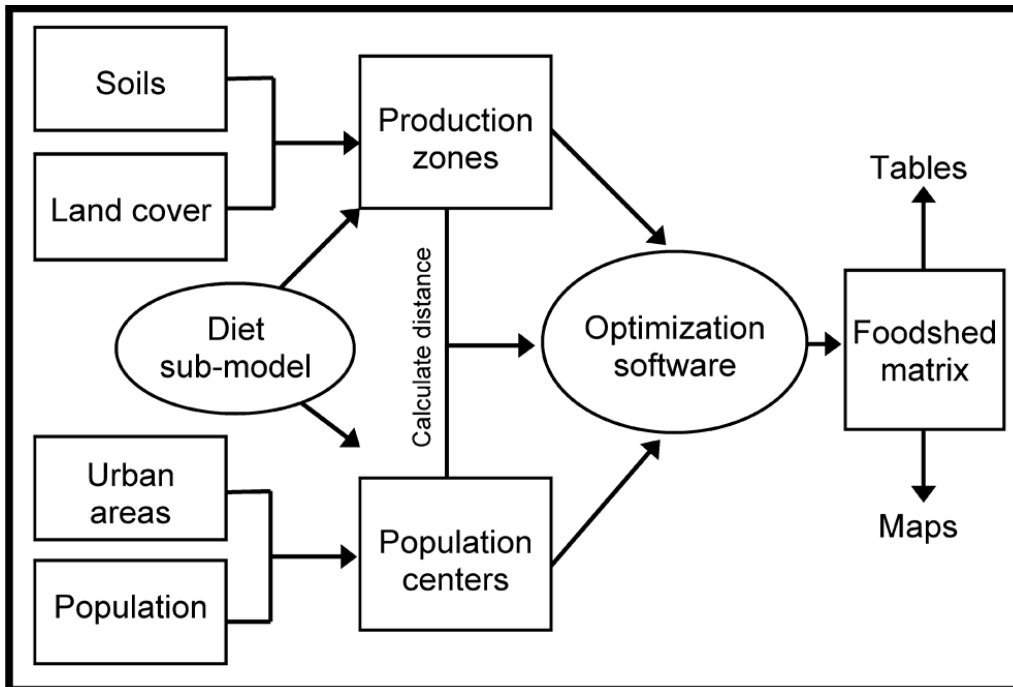 Soils
Land cover
Diet
sub-model
Urban
areas
Population
Production
zones
Calculate distance
Population
centers
Optimization
software
Foodshed
matrix
Tables
Maps